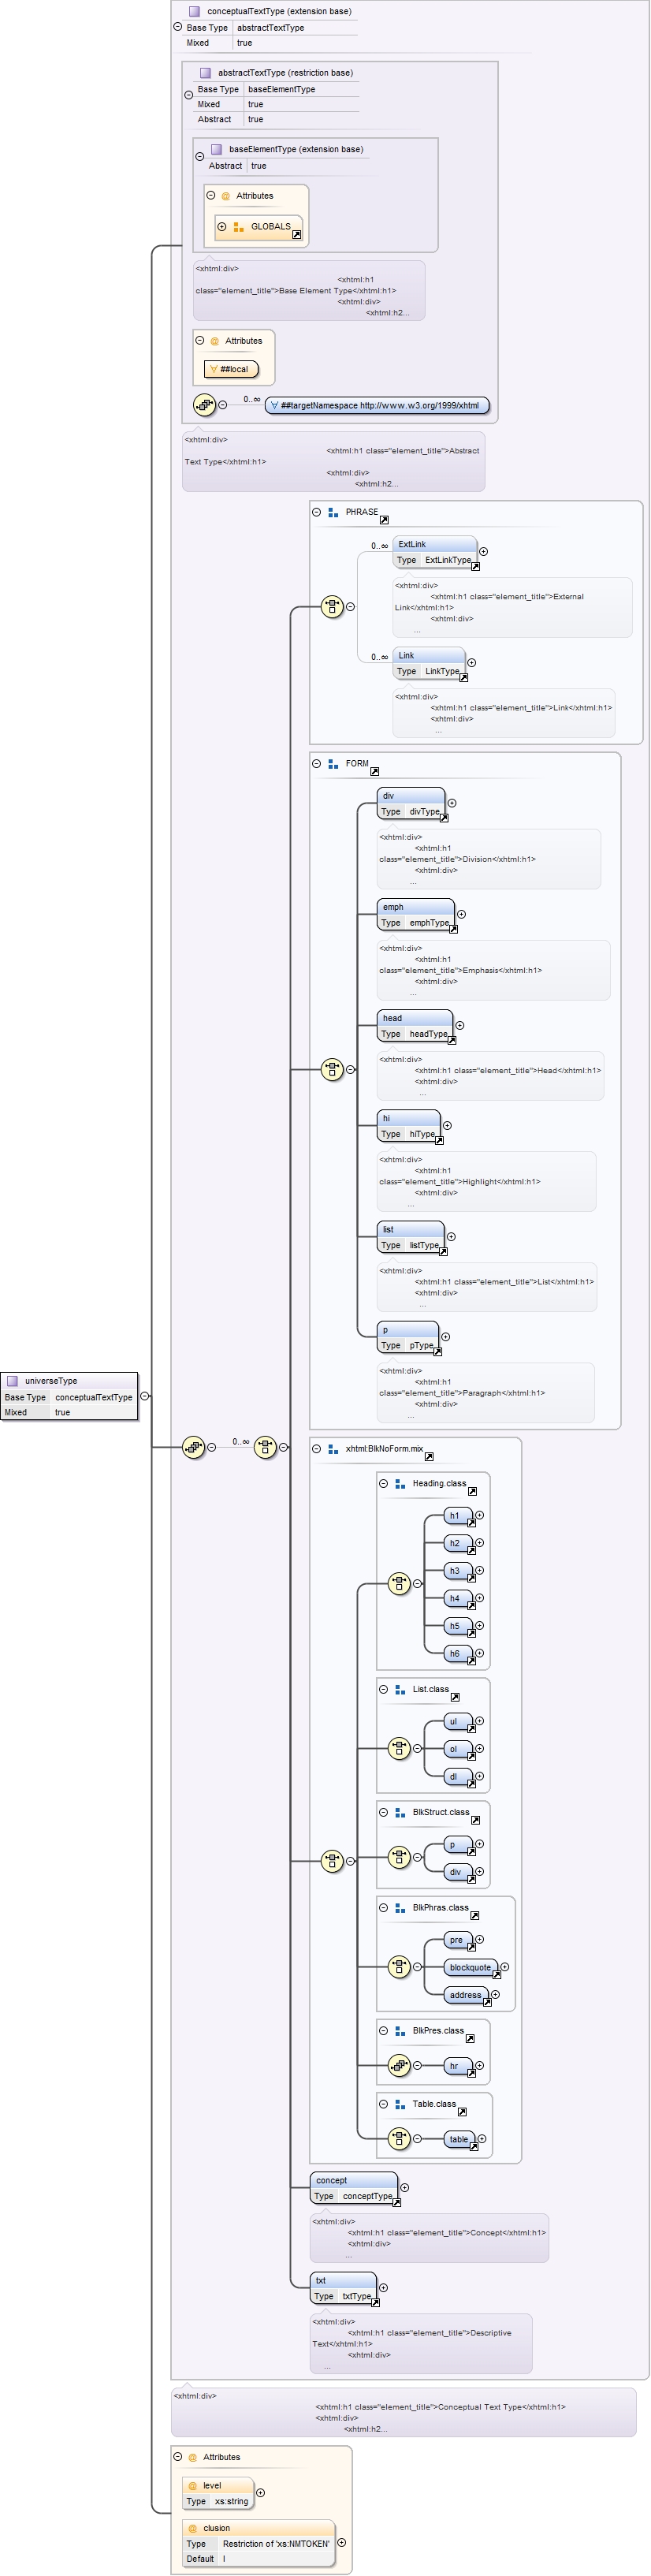 conceptualTextType (extension base)
Base Type abstractTextType
Mixed true
abstractTextType (restriction base)
Base Type baseElementType
Mixed true
Abstract true
baseElementType (extension base)
Abstract true
@ Attributes
GLOBALS
<xhtml:div>
<xhtml:h1
class="element_title">Base Element Type</xhtml:h1>
<xhtml:div>
<xhtml:h2...
@ Attributes
##local
0..∞
##targetNamespace http://www.w3.org/1999/xhtml
<xhtml:div>
<xhtml:h1 class="element_title">Abstract
Text Type</xhtml:h1>
<xhtml:div>
<xhtml:h2...
PHRASE
0..∞
ExtLink
Type ExtLinkType
<xhtml:div>
<xhtml:h1 class="element_title">External
Link</xhtml:h1>
<xhtml:div>
...
0..∞
Link
Type LinkType
<xhtml:div>
<xhtml:h1 class="element_title">Link</xhtml:h1>
<xhtml:div>
...
FORM
div
Type divType
<xhtml:div>
<xhtml:h1
class="element_title">Division</xhtml:h1>
<xhtml:div>
...
emph
Type emphType
<xhtml:div>
<xhtml:h1
class="element_title">Emphasis</xhtml:h1>
<xhtml:div>
...
head
Type headType
<xhtml:div>
<xhtml:h1 class="element_title">Head</xhtml:h1>
<xhtml:div>
...
hi
Type hiType
<xhtml:div>
<xhtml:h1
class="element_title">Highlight</xhtml:h1>
<xhtml:div>
...
list
Type listType
<xhtml:div>
<xhtml:h1 class="element_title">List</xhtml:h1>
<xhtml:div>
...
p
Type pType
<xhtml:div>
<xhtml:h1
class="element_title">Paragraph</xhtml:h1>
<xhtml:div>
...
universeType
Base Type conceptualTextType
Mixed true
0..∞
xhtml:BlkNoForm.mix
Heading.class
h1
h2
h3
h4
h5
h6
List.class
ul
ol
dl
BlkStruct.class
p
div
BlkPhras.class
pre
blockquote
address
BlkPres.class
hr
Table.class
table
concept
Type conceptType
<xhtml:div>
<xhtml:h1 class="element_title">Concept</xhtml:h1>
<xhtml:div>
...
txt
Type txtType
<xhtml:div>
<xhtml:h1 class="element_title">Descriptive
Text</xhtml:h1>
<xhtml:div>
...
<xhtml:div>
<xhtml:h1 class="element_title">Conceptual Text Type</xhtml:h1>
<xhtml:div>
<xhtml:h2...
@ Attributes
@ level
Type xs:string
@ clusion
Type Restriction of 'xs:NMTOKEN'
Default I